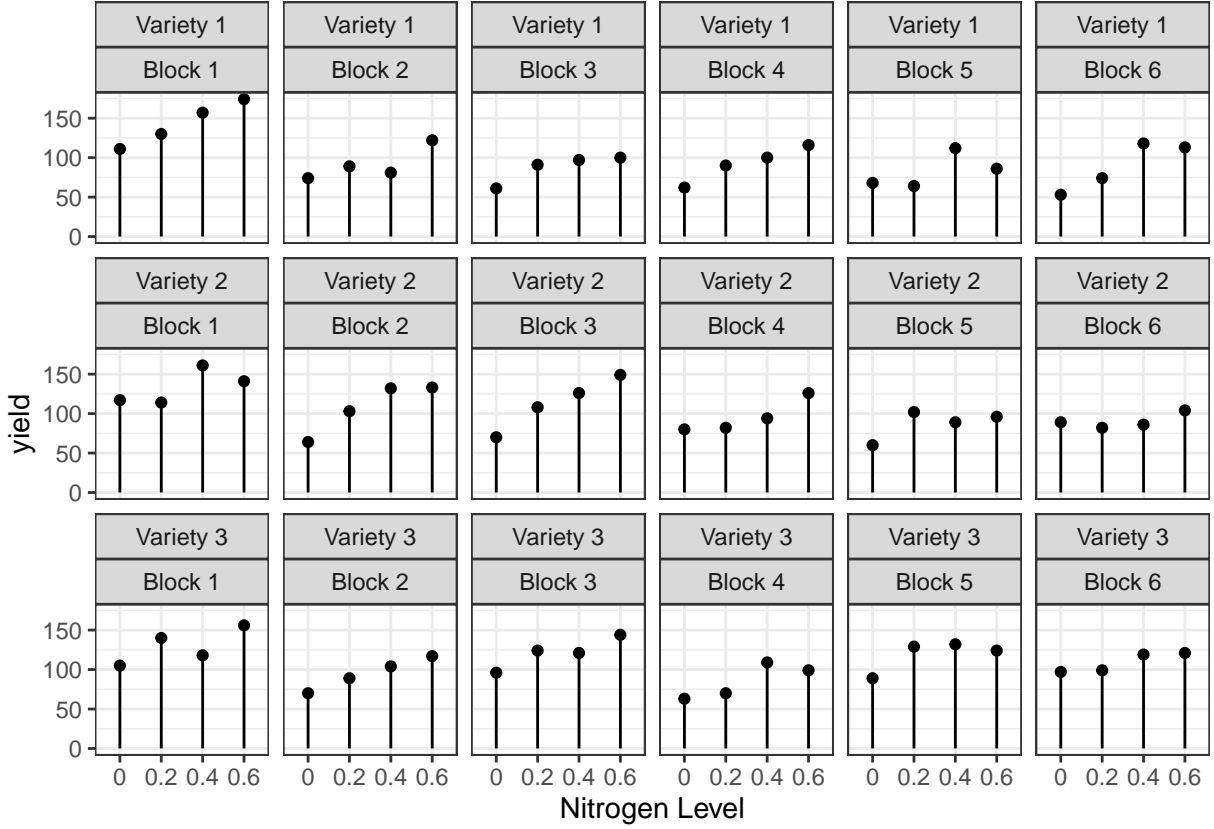 Variety 1 Variety 1 Variety 1 Variety 1 Variety 1 Variety 1
Block 1 Block 2 Block 3 Block 4 Block 5 Block 6
150
100
50
0
Variety 2 Variety 2 Variety 2 Variety 2 Variety 2 Variety 2
Block 1 Block 2 Block 3 Block 4 Block 5 Block 6
150
100
50
0
yield
Variety 3 Variety 3 Variety 3 Variety 3 Variety 3 Variety 3
Block 1 Block 2 Block 3 Block 4 Block 5 Block 6
150
100
50
0
0 0.2 0.4 0.6 0 0.2 0.4 0.6 0 0.2 0.4 0.6 0 0.2 0.4 0.6 0 0.2 0.4 0.6 0 0.2 0.4 0.6
Nitrogen Level